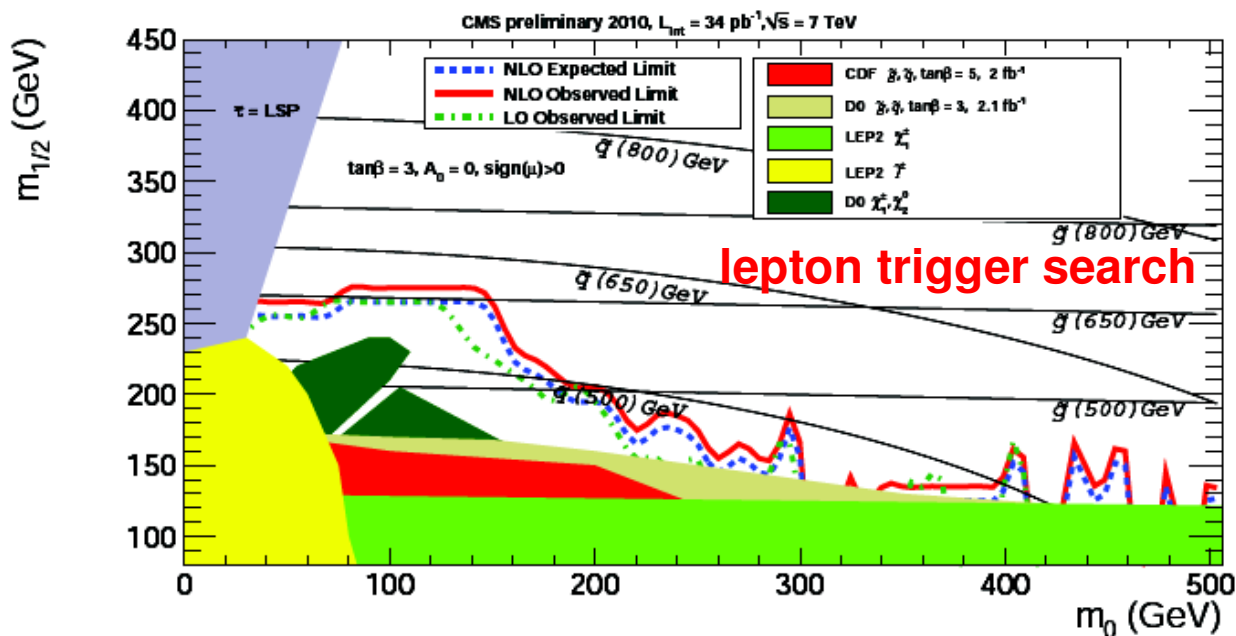 CMS preliminary 2010, L_int = 34 pb⁻¹, √s = 7 TeV
m₁/₂ (GeV)
450
400
350
300
250
200
150
100
NLO Expected Limit
NLO Observed Limit
LO Observed Limit
CDF g̃, q̃, tanβ = 5, 2 fb⁻¹
D0 g̃, q̃, tanβ = 3, 2.1 fb⁻¹
LEP2 χ̃₁±
LEP2
D0 χ̃₁±, χ̃₂⁰
= LSP
tanβ = 3, A₀ = 0, sign(μ)>0
q̃ (800) GeV
g̃ (800) GeV
lepton trigger search
q̃ (650) GeV
g̃ (650) GeV
q̃ (500) GeV
g̃ (500) GeV
0 100 200 300 400 500
m₀ (GeV)